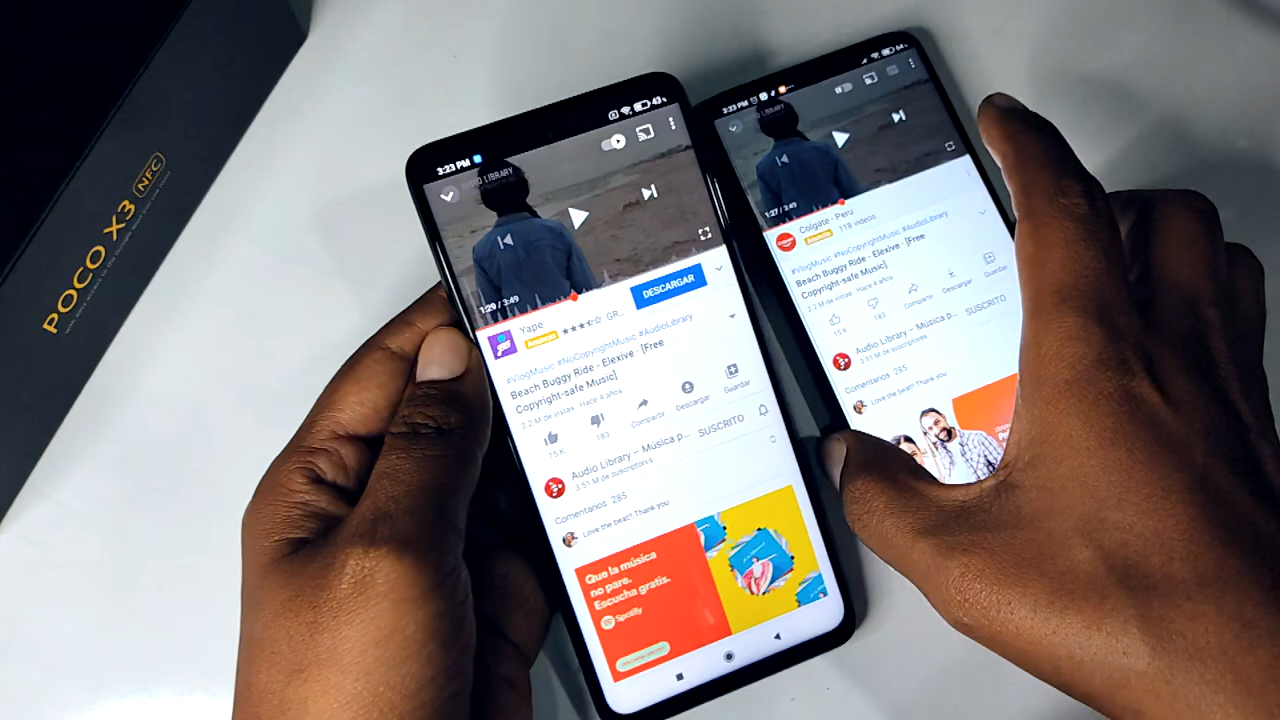 POCO X3 NFC
3:23 PM
43
AUDIO LIBRARY
1:29 / 3:49
DESCARGAR
Yape
Anuncio
GR...
#VlogMusic #NoCopyrightMusic #AudioLibrary
Beach Buggy Ride - Elexive - [Free
Copyright-safe Music]
2.2 M de vistas · Hace 4 años
15 K
183
Compartir
Descargar
Guardar
Audio Library – Música p...
SUSCRITO
3.51 M de suscriptores
Comentarios 285
Love the beat! Thank you
Que la música
no pare.
Escucha gratis.
Spotify
3:23 PM
64
1:27 / 3:49
Colgate - Peru
Anuncio
118 videos
#VlogMusic #NoCopyrightMusic #AudioLibrary
Beach Buggy Ride - Elexive - [Free
Copyright-safe Music]
2.2 M de vistas · Hace 4 años
15 K
183
Compartir
Descargar
Guardar
Audio Library – Música p...
SUSCRITO
3.51 M de suscriptores
Comentarios 285
Love the beat! Thank you